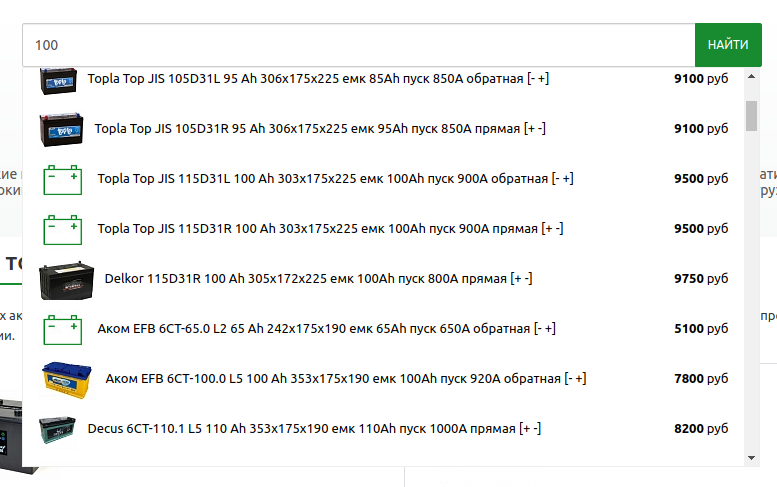 100
НАЙТИ
Topla Top JIS 105D31L 95 Ah 306x175x225 емк 85Ah пуск 850A обратная [- +] 9100 руб
Topla Top JIS 105D31R 95 Ah 306x175x225 емк 95Ah пуск 850A прямая [+ -] 9100 руб
Topla Top JIS 115D31L 100 Ah 303x175x225 емк 100Ah пуск 900A обратная [- +] 9500 руб
Topla Top JIS 115D31R 100 Ah 303x175x225 емк 100Ah пуск 900A прямая [+ -] 9500 руб
Delkor 115D31R 100 Ah 305x172x225 емк 100Ah пуск 800A прямая [+ -] 9750 руб
Аком EFB 6CT-65.0 L2 65 Ah 242x175x190 емк 65Ah пуск 650A обратная [- +] 5100 руб
Аком EFB 6CT-100.0 L5 100 Ah 353x175x190 емк 100Ah пуск 920A обратная [- +] 7800 руб
Decus 6CT-110.1 L5 110 Ah 353x175x190 емк 110Ah пуск 1000A прямая [+ -] 8200 руб